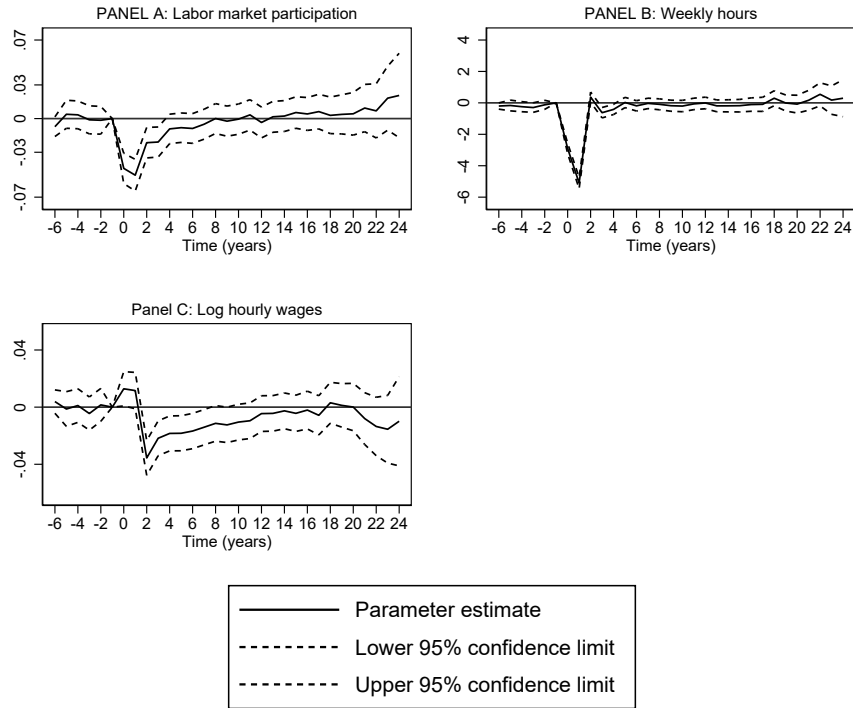 PANEL A: Labor market participation
.07
.03
0
-.03
-.07
-6 -4 -2 0 2 4 6 8 10 12 14 16 18 20 22 24
Time (years)
PANEL B: Weekly hours
4
2
0
-2
-4
-6
-6 -4 -2 0 2 4 6 8 10 12 14 16 18 20 22 24
Time (years)
Panel C: Log hourly wages
.04
0
-.04
-6 -4 -2 0 2 4 6 8 10 12 14 16 18 20 22 24
Time (years)
Parameter estimate
Lower 95% confidence limit
Upper 95% confidence limit